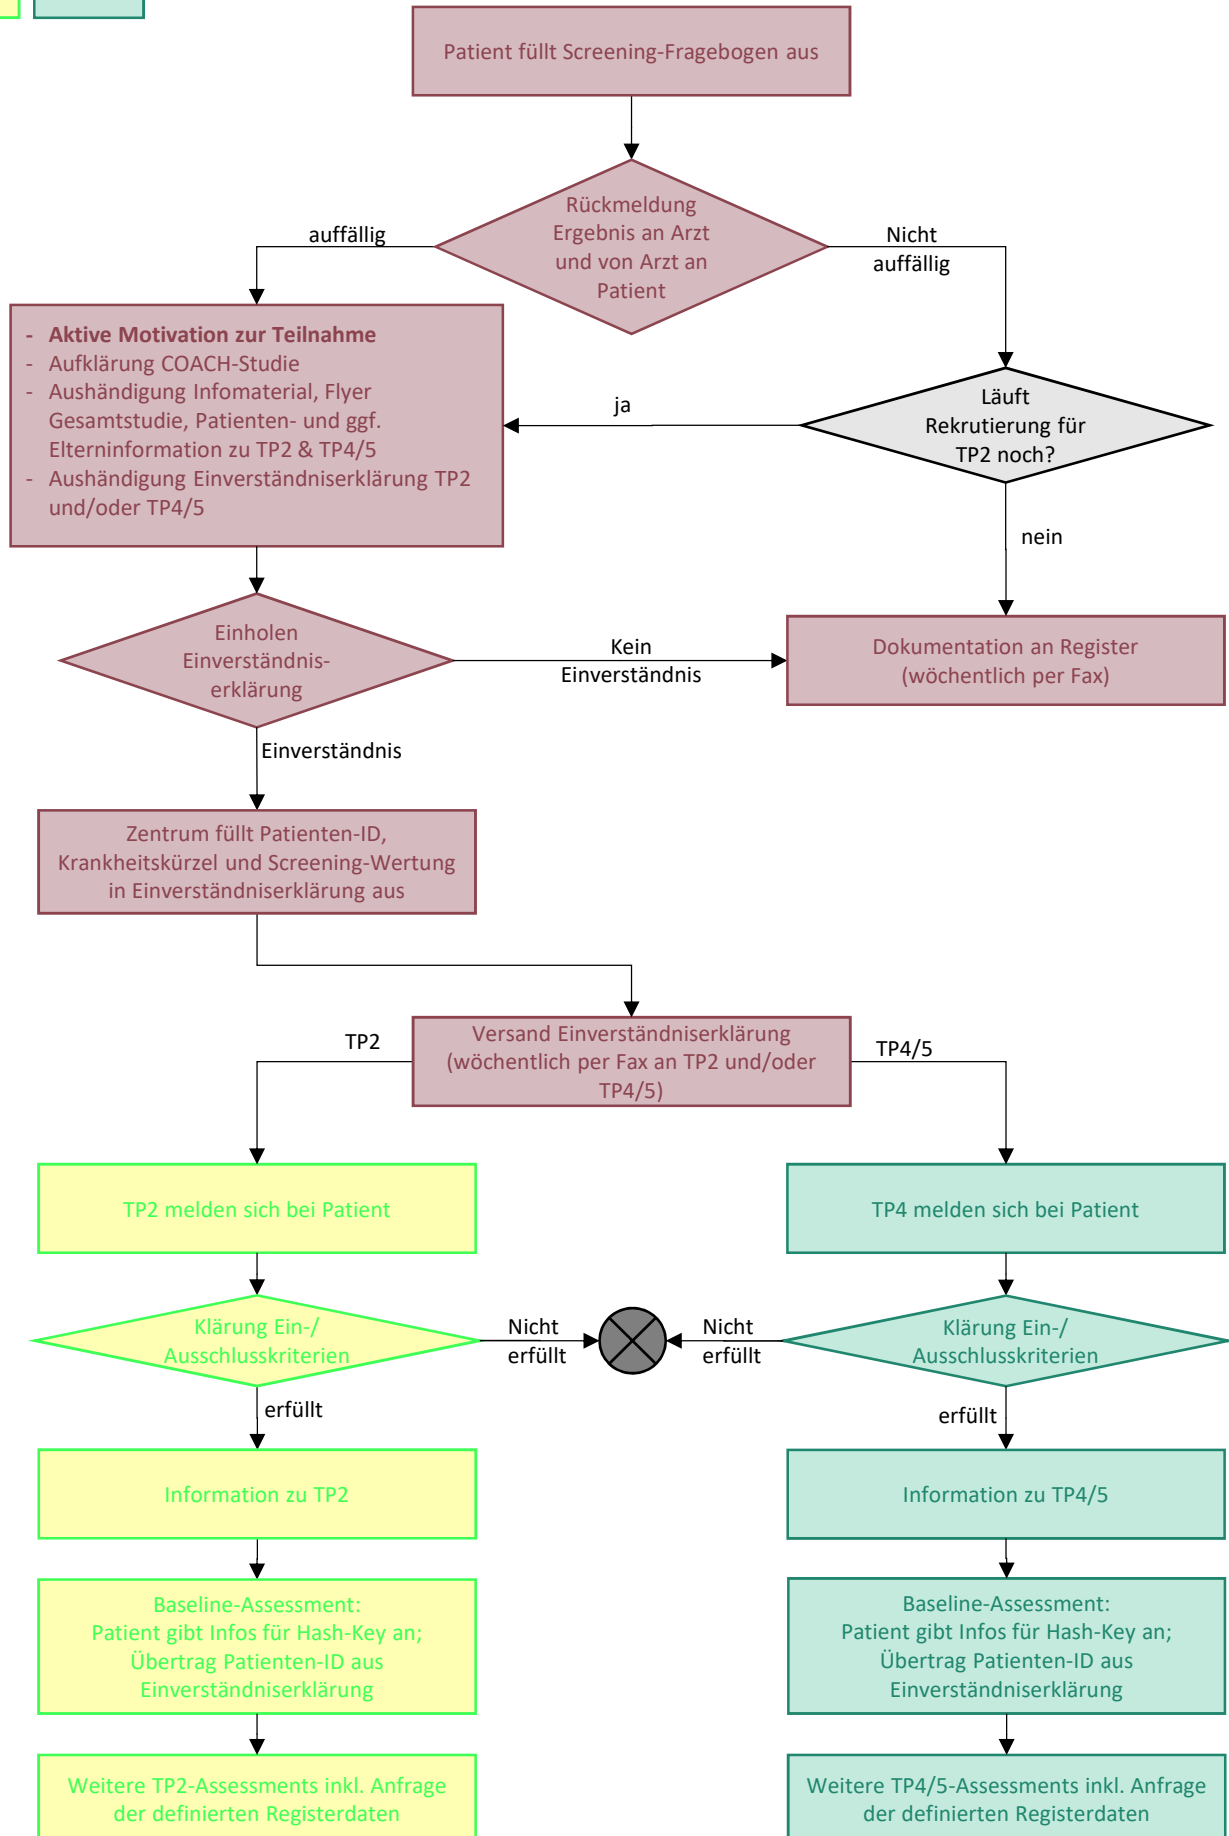 Patient füllt Screening-Fragebogen aus
Rückmeldung
Ergebnis an Arzt
und von Arzt an
Patient
auffällig
Nicht
auffällig
- Aktive Motivation zur Teilnahme
- Aufklärung COACH-Studie
- Aushändigung Infomaterial, Flyer
Gesamtstudie, Patienten- und ggf.
Elterninformation zu TP2 & TP4/5
- Aushändigung Einverständniserklärung TP2
und/oder TP4/5
ja
Läuft
Rekrutierung für
TP2 noch?
nein
Einholen
Einverständnis-
erklärung
Kein
Einverständnis
Dokumentation an Register
(wöchentlich per Fax)
Einverständnis
Zentrum füllt Patienten-ID,
Krankheitskürzel und Screening-Wertung
in Einverständniserklärung aus
TP2
Versand Einverständniserklärung
(wöchentlich per Fax an TP2 und/oder
TP4/5)
TP4/5
TP2 melden sich bei Patient
TP4 melden sich bei Patient
Klärung Ein-/
Ausschlusskriterien
Nicht
erfüllt
Nicht
erfüllt
Klärung Ein-/
Ausschlusskriterien
erfüllt
erfüllt
Information zu TP2
Information zu TP4/5
Baseline-Assessment:
Patient gibt Infos für Hash-Key an;
Übertrag Patienten-ID aus
Einverständniserklärung
Baseline-Assessment:
Patient gibt Infos für Hash-Key an;
Übertrag Patienten-ID aus
Einverständniserklärung
Weitere TP2-Assessments inkl. Anfrage
der definierten Registerdaten
Weitere TP4/5-Assessments inkl. Anfrage
der definierten Registerdaten